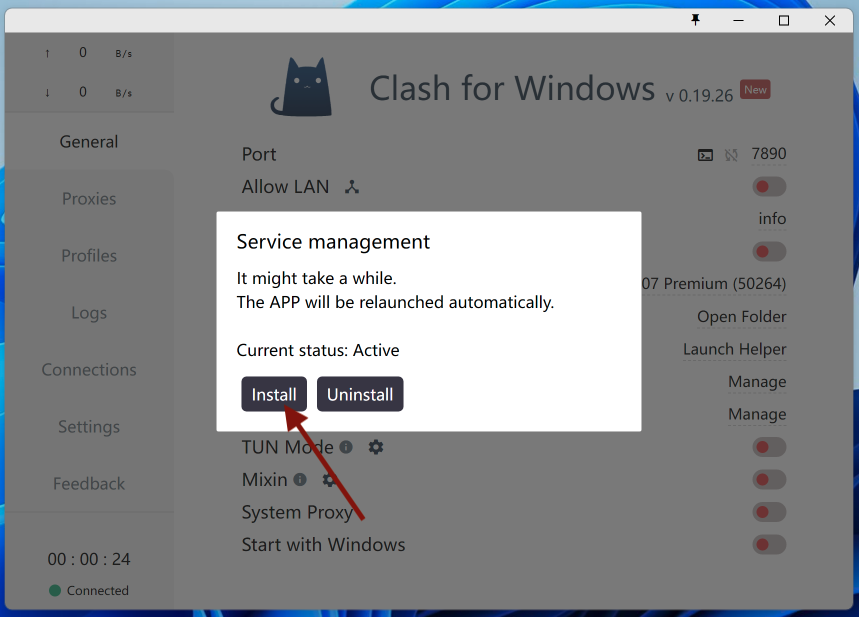 ↑ 0 B/s
↓ 0 B/s
General
Proxies
Profiles
Logs
Connections
Settings
Feedback
00 : 00 : 24
Connected
Clash for Windows v 0.19.26 New
Port 7890
Allow LAN
info
07 Premium (50264)
Open Folder
Launch Helper
Manage
Manage
Service management
It might take a while.
The APP will be relaunched automatically.
Current status: Active
Install Uninstall
TUN Mode
Mixin
System Proxy
Start with Windows